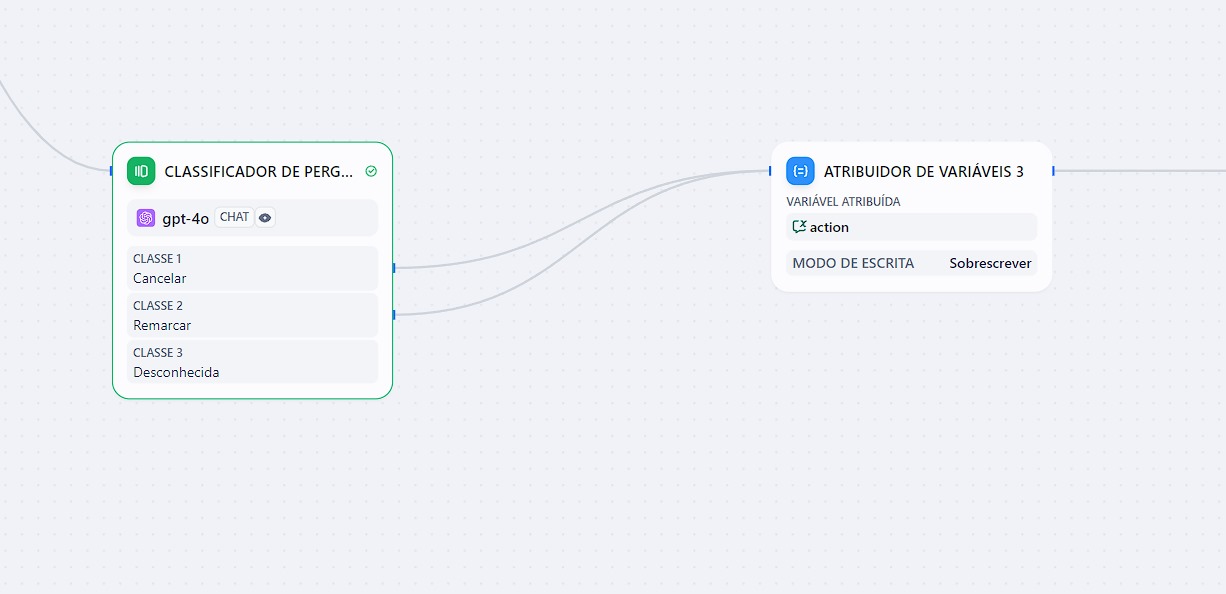 CLASSIFICADOR DE PERG...
gpt-4o CHAT
CLASSE 1
Cancelar
CLASSE 2
Remarcar
CLASSE 3
Desconhecida
ATRIBUIDOR DE VARIÁVEIS 3
VARIÁVEL ATRIBUÍDA
action
MODO DE ESCRITA Sobrescrever